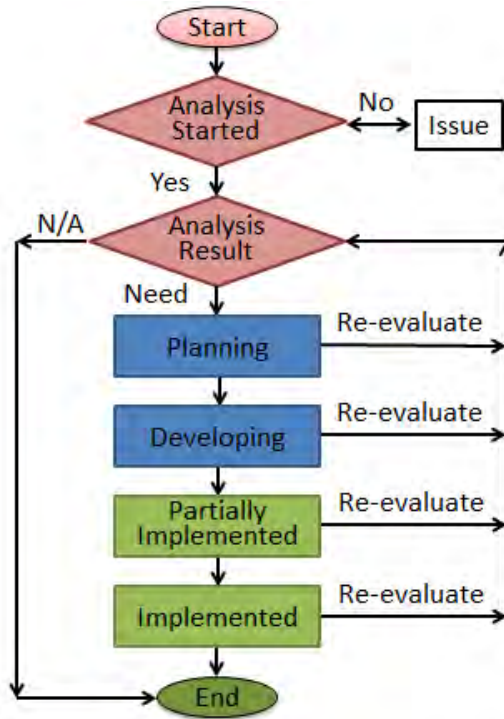 Start
Analysis
Started
No
Issue
Yes
N/A
Analysis
Result
Need
Planning
Re-evaluate
Developing
Re-evaluate
Partially
Implemented
Re-evaluate
Implemented
Re-evaluate
End